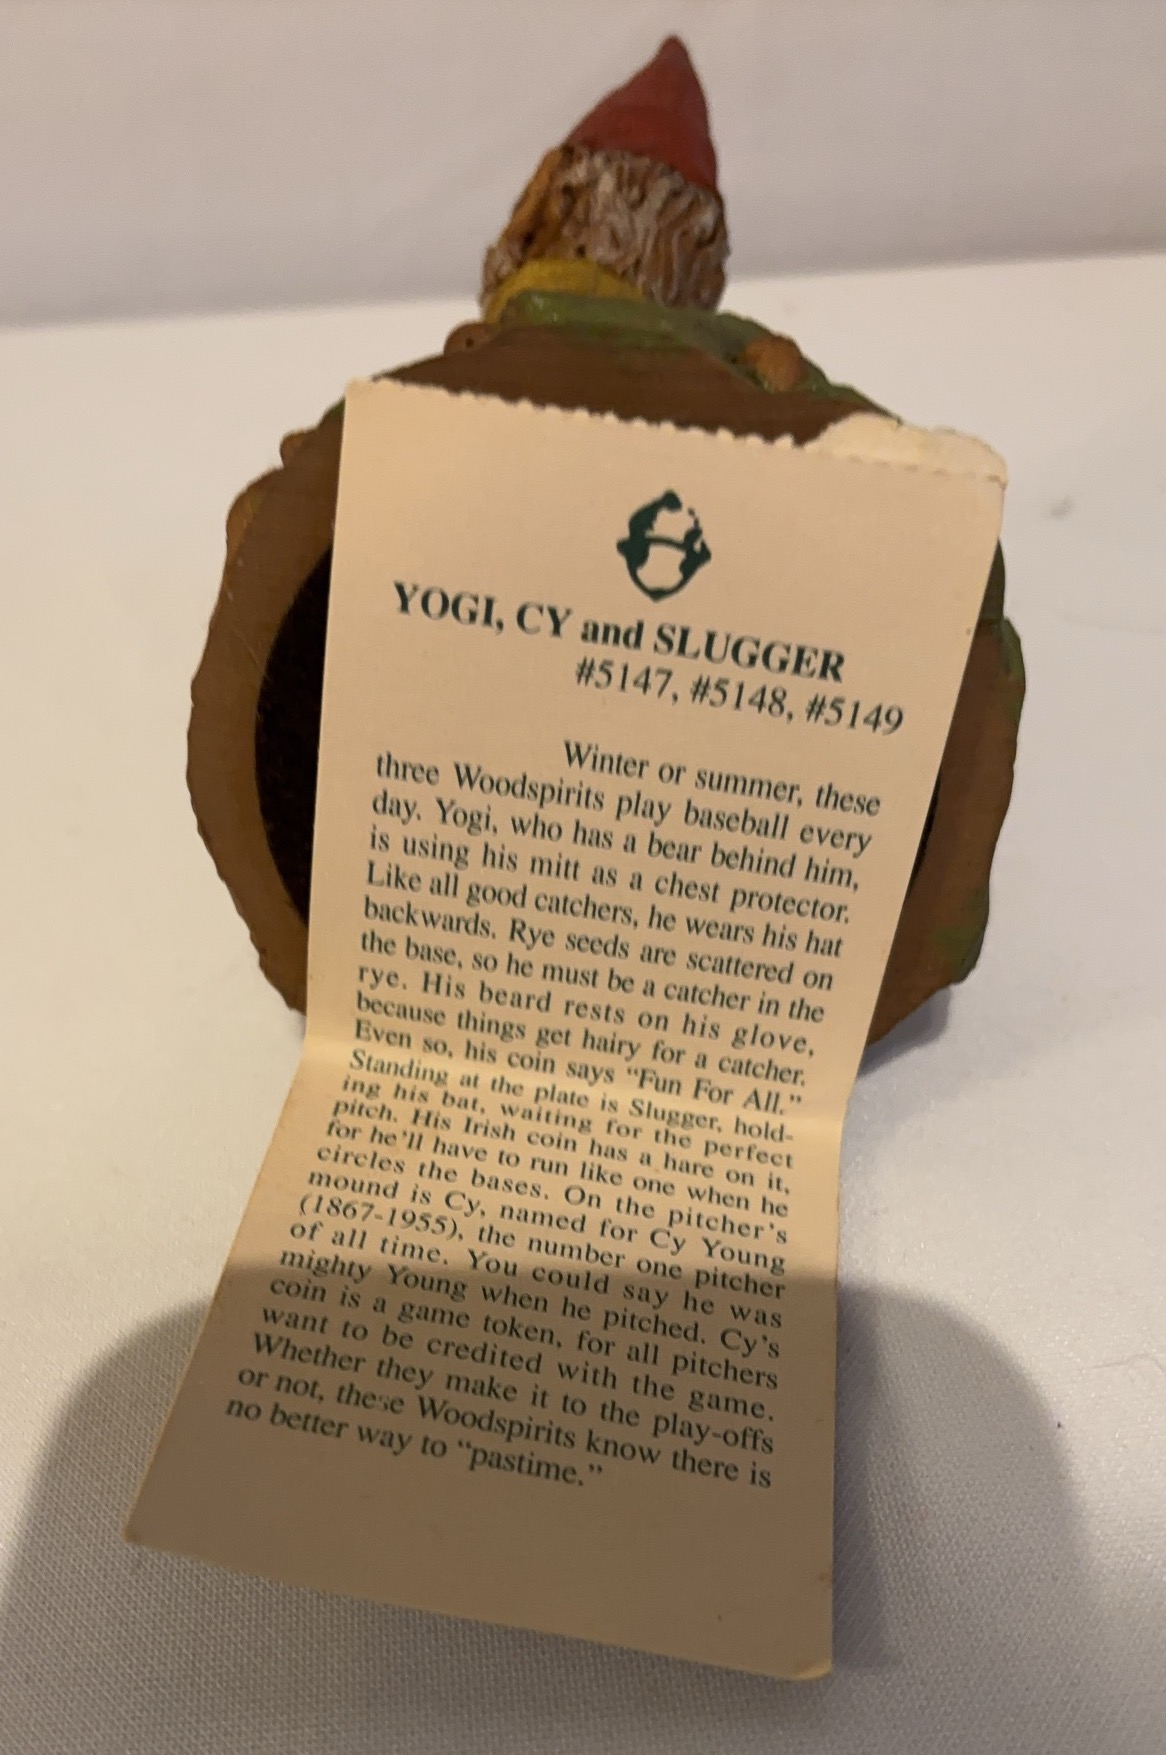 YOGI, CY and SLUGGER
#5147, #5148, #5149
Winter or summer, these
three Woodspirits play baseball every
day. Yogi, who has a bear behind him,
is using his mitt as a chest protector.
Like all good catchers, he wears his hat
backwards. Rye seeds are scattered on
the base, so he must be a catcher in the
rye. His beard rests on his glove,
because things get hairy for a catcher.
Even so, his coin says “Fun For All.”
Standing at the plate is Slugger, hold-
ing his bat, waiting for the perfect
pitch. His Irish coin has a hare on it,
for he’ll have to run like one when he
circles the bases. On the pitcher’s
mound is Cy, named for Cy Young
(1867-1955), the number one pitcher
of all time. You could say he was
mighty Young when he pitched. Cy’s
coin is a game token, for all pitchers
want to be credited with the game.
Whether they make it to the play-offs
or not, these Woodspirits know there is
no better way to “pastime.”